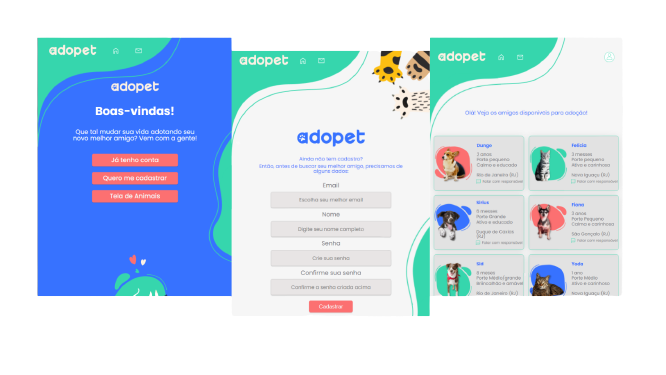 adopet
adopet
Boas-vindas!
Que tal mudar sua vida adotando seu
novo melhor amigo? Vem com a gente!
Já tenho conta
Quero me cadastrar
Tela de Animais
adopet
adopet
Ainda não tem cadastro?
Então, antes de buscar seu melhor amigo, precisamos de
alguns dados:
Email
Escolha seu melhor email
Nome
Digite seu nome completo
Senha
Crie sua senha
Confirme sua senha
Confirme a senha criada acima
Cadastrar
adopet
Olá! Veja os amigos disponíveis para adoção!
Dunga
2 anos
Porte pequeno
Calmo e educado
Rio de Janeiro (RJ)
Falar com responsável
Felícia
3 meses
Porte pequeno
Ativa e carinhosa
Nova Iguaçu (RJ)
Falar com responsável
Sirius
6 meses
Porte Grande
Ativo e educado
Duque de Caxias
(RJ)
Falar com responsável
Fiona
3 anos
Porte Pequeno
Calma e carinhosa
São Gonçalo (RJ)
Falar com responsável
Sid
8 meses
Porte Médio/grande
Brincalhão e amável
Rio de Janeiro (RJ)
Yoda
1 ano
Porte Médio
Ativo e carinhoso
Nova Iguaçu (RJ)